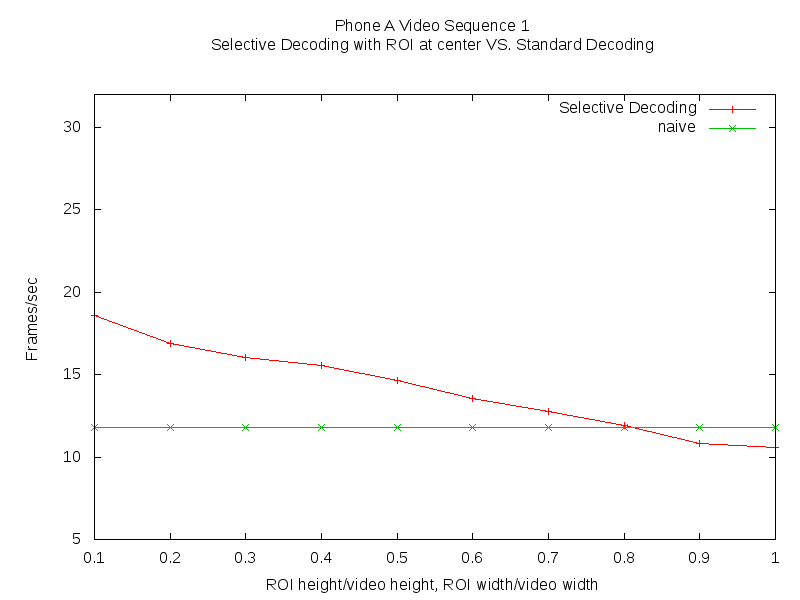 Phone A Video Sequence 1
Selective Decoding with ROI at center VS. Standard Decoding
Selective Decoding
naive
30
25
20
15
10
5
Frames/sec
0.1 0.2 0.3 0.4 0.5 0.6 0.7 0.8 0.9 1
ROI height/video height, ROI width/video width